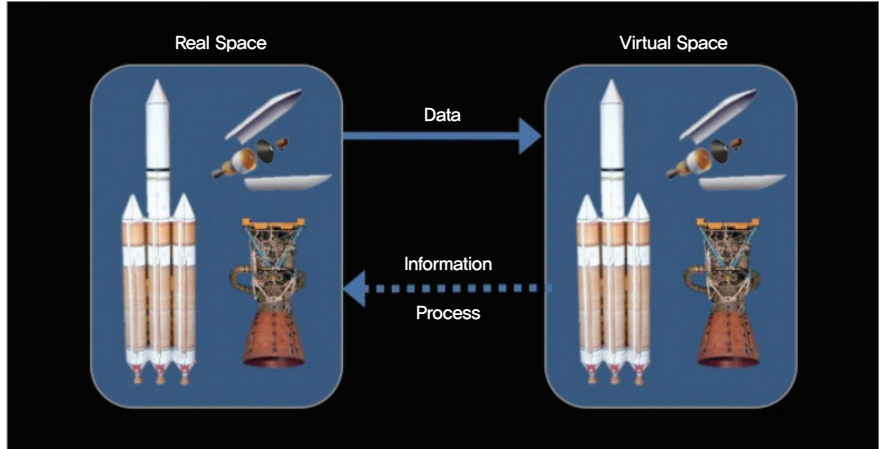 Real Space
Virtual Space
Data
Information
Process